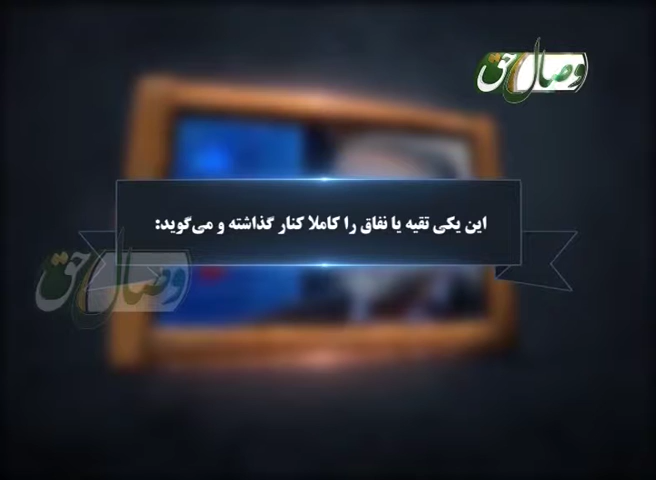 وصال حق
این یکی تقیه یا نفاق را کاملا کنار گذاشته و می‌گوید:
وصال حق